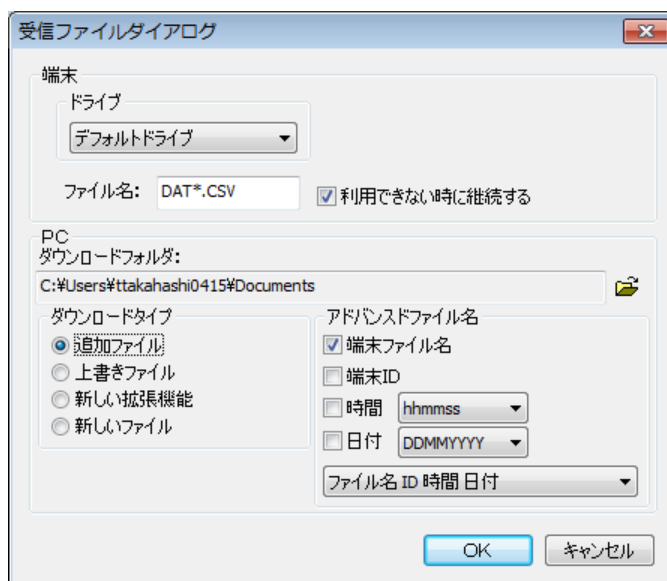 受信ファイルダイアログ
端末
ドライブ
デフォルトドライブ
ファイル名: DAT*.CSV 利用できない時に継続する
PC
ダウンロードフォルダ:
C:¥Users¥ttakahashi0415¥Documents
ダウンロードタイプ
追加ファイル
上書きファイル
新しい拡張機能
新しいファイル
アドバンスドファイル名
端末ファイル名
端末ID
時間 hhmmss
日付 DDMMYYYY
ファイル名 ID 時間 日付
OK キャンセル